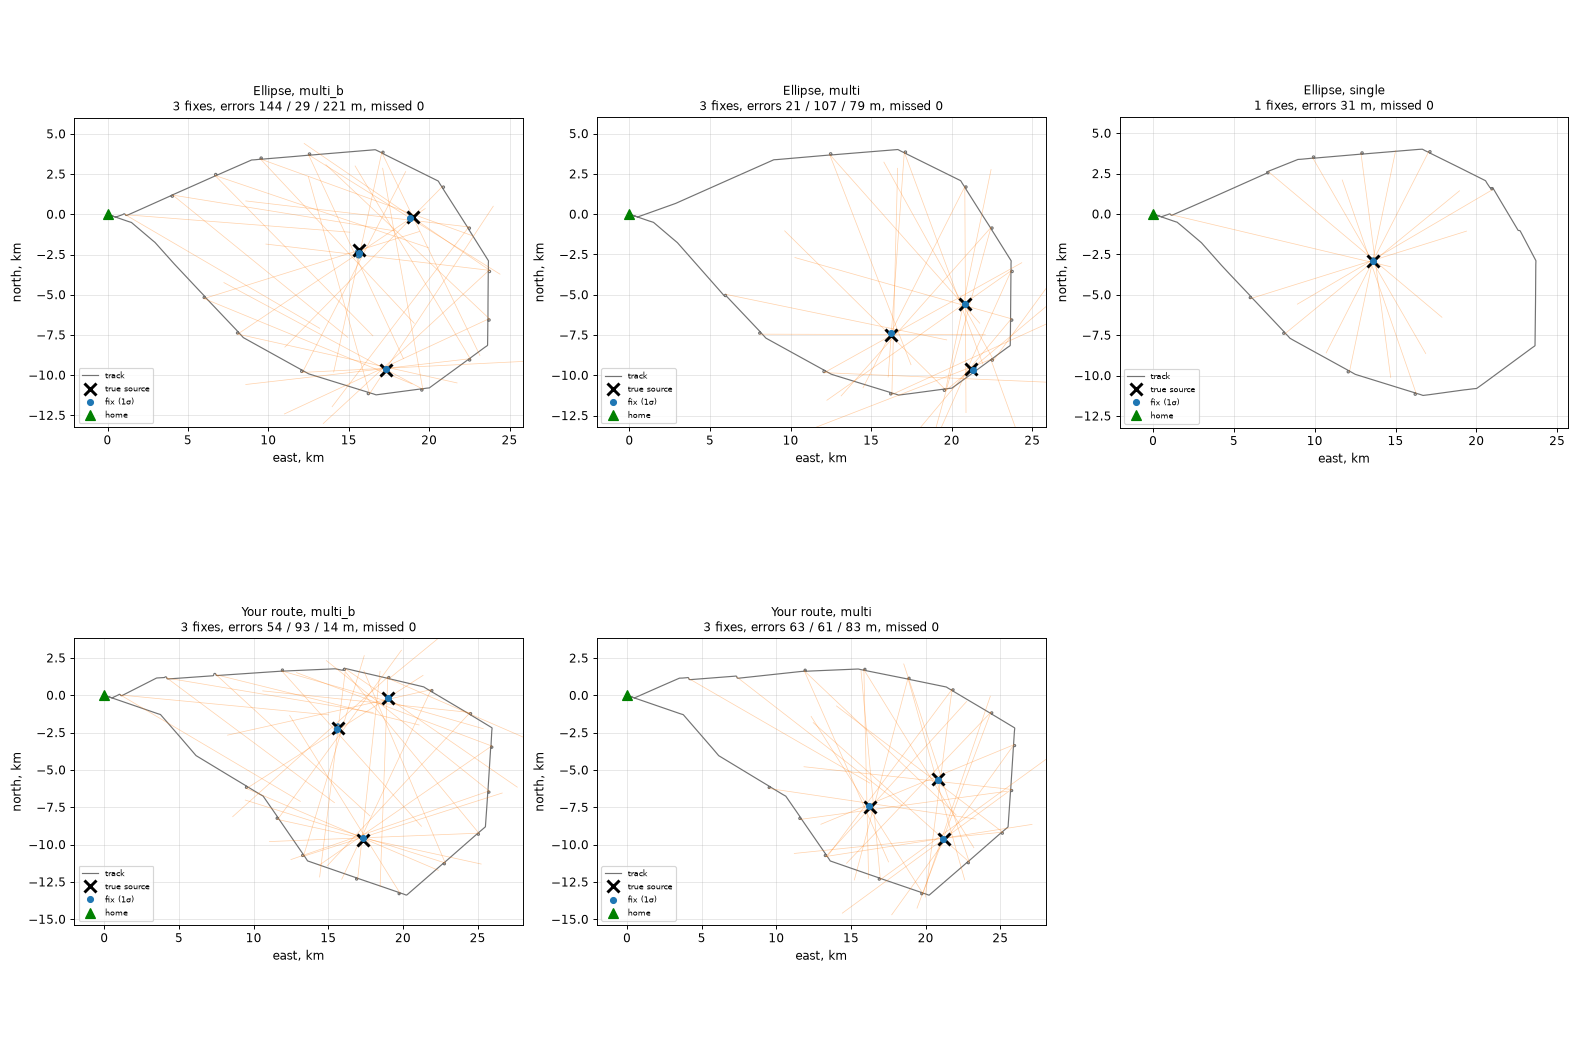 Ellipse, multi_b
3 fixes, errors 144 / 29 / 221 m, missed 0
5.0
2.5
0.0
−2.5
−5.0
−7.5
−10.0
−12.5
north, km
track
true source
fix (1σ)
home
0 5 10 15 20 25
east, km
Ellipse, multi
3 fixes, errors 21 / 107 / 79 m, missed 0
5.0
2.5
0.0
−2.5
−5.0
−7.5
−10.0
−12.5
north, km
track
true source
fix (1σ)
home
0 5 10 15 20 25
east, km
Ellipse, single
1 fixes, errors 31 m, missed 0
5.0
2.5
0.0
−2.5
−5.0
−7.5
−10.0
−12.5
north, km
track
true source
fix (1σ)
home
0 5 10 15 20 25
east, km
Your route, multi_b
3 fixes, errors 54 / 93 / 14 m, missed 0
2.5
0.0
−2.5
−5.0
−7.5
−10.0
−12.5
−15.0
north, km
track
true source
fix (1σ)
home
0 5 10 15 20 25
east, km
Your route, multi
3 fixes, errors 63 / 61 / 83 m, missed 0
2.5
0.0
−2.5
−5.0
−7.5
−10.0
−12.5
−15.0
north, km
track
true source
fix (1σ)
home
0 5 10 15 20 25
east, km